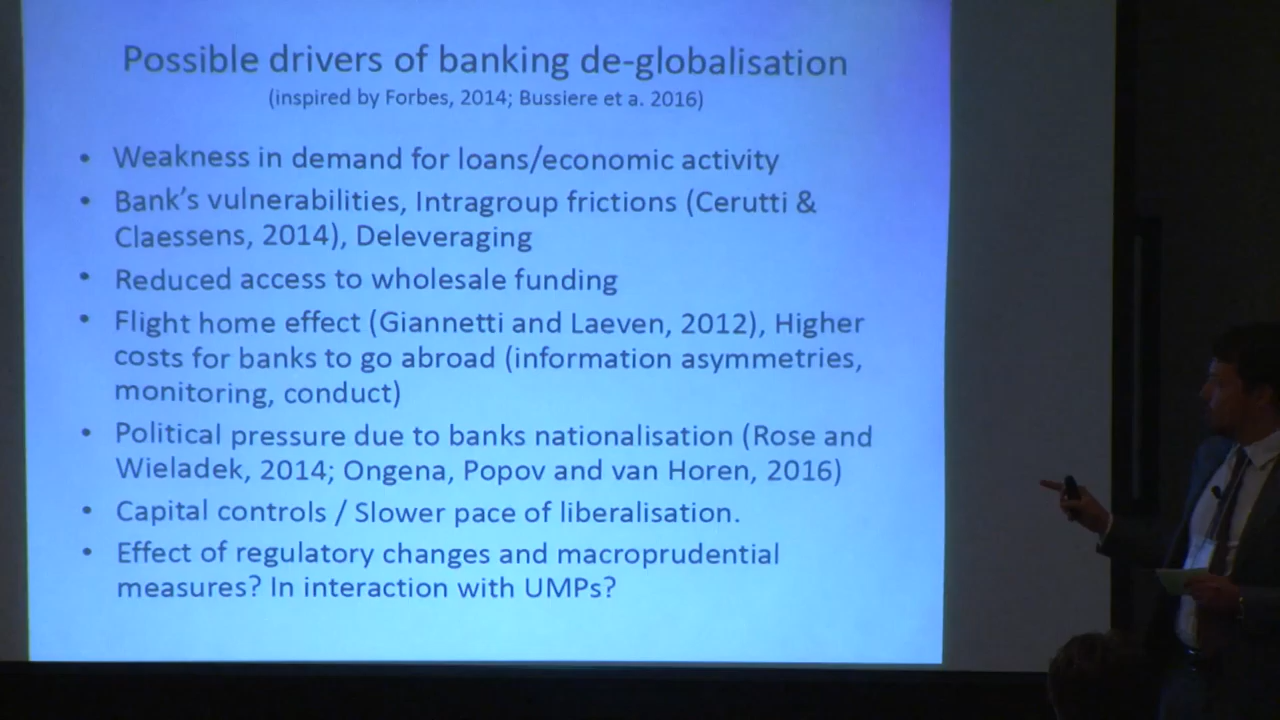 Possible drivers of banking de-globalisation
(inspired by Forbes, 2014; Bussiere et a. 2016)
• Weakness in demand for loans/economic activity
• Bank's vulnerabilities, Intragroup frictions (Cerutti &
Claessens, 2014), Deleveraging
• Reduced access to wholesale funding
• Flight home effect (Giannetti and Laeven, 2012), Higher
costs for banks to go abroad (information asymmetries,
monitoring, conduct)
• Political pressure due to banks nationalisation (Rose and
Wieladek, 2014; Ongena, Popov and van Horen, 2016)
• Capital controls / Slower pace of liberalisation.
• Effect of regulatory changes and macroprudential
measures? In interaction with UMPs?